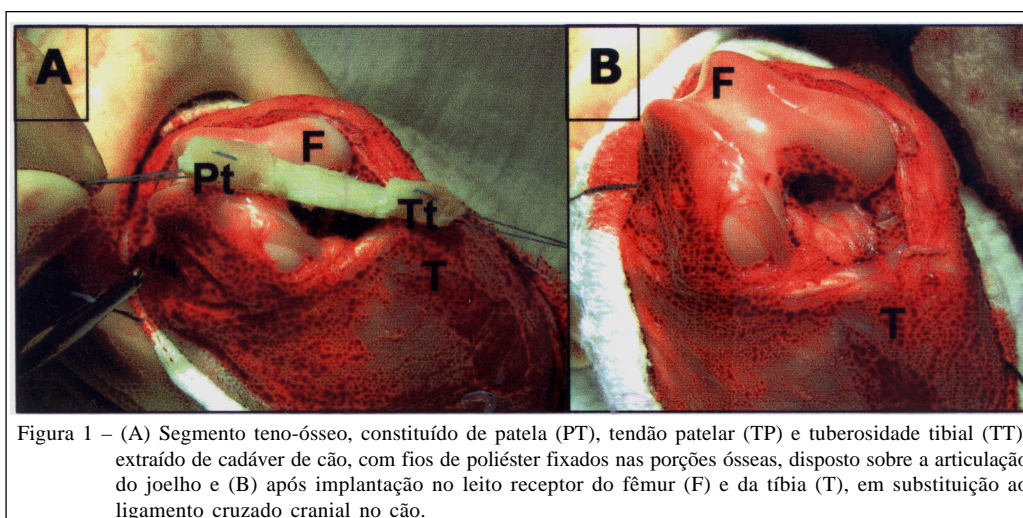 A
B
F
F
Pt
Tt
T
T
Figura 1 – (A) Segmento teno-ósseo, constituído de patela (PT), tendão patelar (TP) e tuberosidade tibial (TT)
extraído de cadáver de cão, com fios de poliéster fixados nas porções ósseas, disposto sobre a articulação
do joelho e (B) após implantação no leito receptor do fêmur (F) e da tíbia (T), em substituição ao
ligamento cruzado cranial no cão.